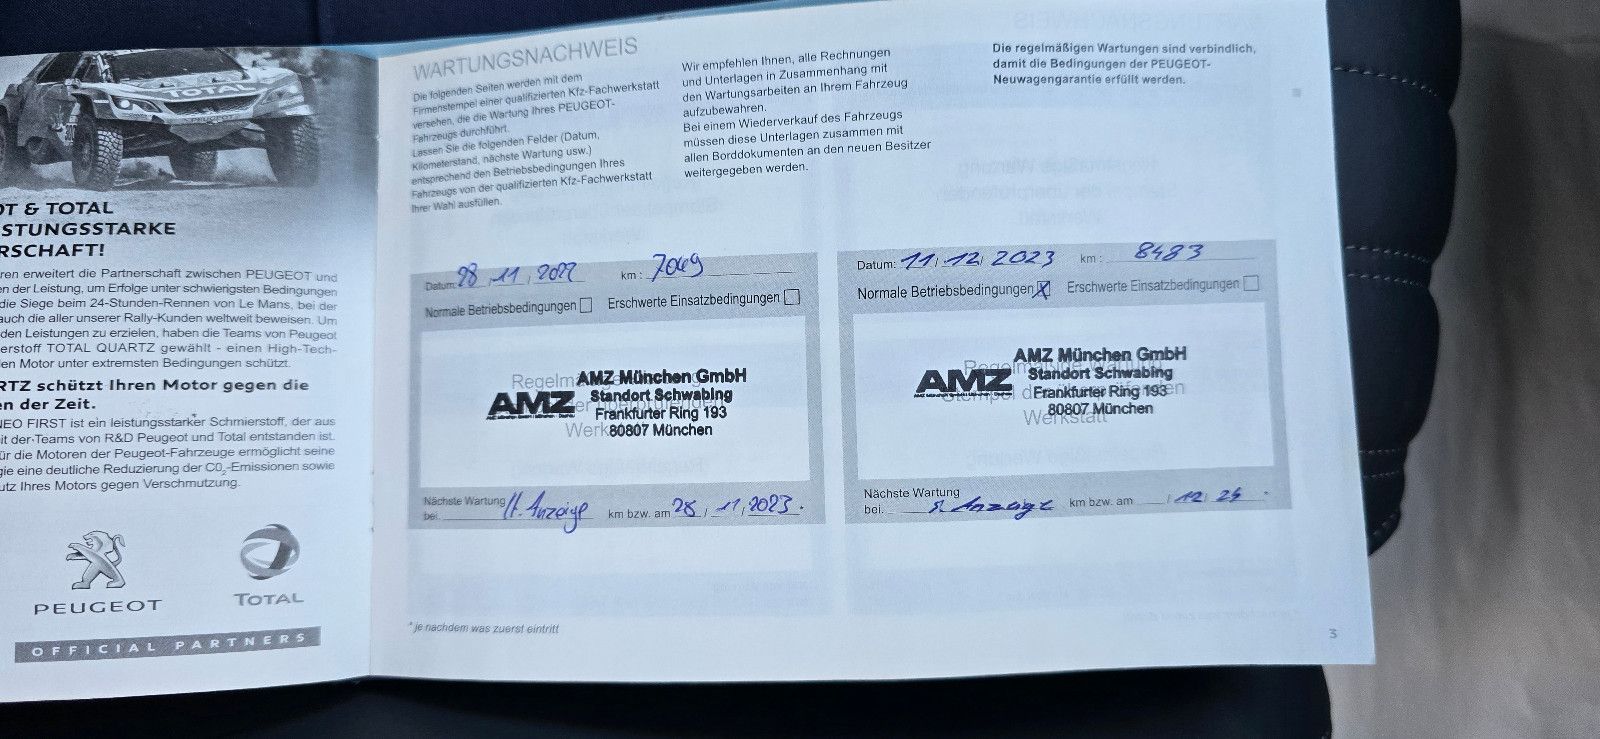 TOTAL
PEUGEOT
OT & TOTAL
ISTUNGSSTARKE
RSCHAFT!
ren erweitert die Partnerschaft zwischen PEUGEOT und
en der Leistung, um Erfolge unter schwierigsten Bedingungen
die Siege beim 24-Stunden-Rennen von Le Mans, bei der
auch die aller unserer Rally-Kunden weltweit beweisen. Um
den Leistungen zu erzielen, haben die Teams von Peugeot
erstoff TOTAL QUARTZ gewählt - einen High-Tech-
en Motor unter extremsten Bedingungen schützt.
RTZ schützt Ihren Motor gegen die
en der Zeit.
NEO FIRST ist ein leistungsstarker Schmierstoff, der aus
it der Teams von R&D Peugeot und Total entstanden ist.
ür die Motoren der Peugeot-Fahrzeuge ermöglicht seine
gie eine deutliche Reduzierung der C0₂-Emissionen sowie
utz Ihres Motors gegen Verschmutzung.
PEUGEOT
TOTAL
OFFICIAL PARTNERS
WARTUNGSNACHWEIS
Die folgenden Seiten werden mit dem
Firmenstempel einer qualifizierten Kfz-Fachwerkstatt
versehen, die die Wartung Ihres PEUGEOT-
Fahrzeugs durchführt.
Lassen Sie die folgenden Felder (Datum,
Kilometerstand, nächste Wartung usw.)
entsprechend den Betriebsbedingungen Ihres
Fahrzeugs von der qualifizierten Kfz-Fachwerkstatt
Ihrer Wahl ausfüllen.
Wir empfehlen Ihnen, alle Rechnungen
und Unterlagen in Zusammenhang mit
den Wartungsarbeiten an Ihrem Fahrzeug
aufzubewahren.
Bei einem Wiederverkauf des Fahrzeugs
müssen diese Unterlagen zusammen mit
allen Borddokumenten an den neuen Besitzer
weitergegeben werden.
Die regelmäßigen Wartungen sind verbindlich,
damit die Bedingungen der PEUGEOT-
Neuwagengarantie erfüllt werden.
Datum: 28 / 11 / 2022 km : 7049
Normale Betriebsbedingungen Erschwerte Einsatzbedingungen
AMZ München GmbH
AMZ Standort Schwabing
Frankfurter Ring 193
80807 München
Nächste Wartung
bei. lt. Anzeige km bzw. am 28 / 11 / 2023.
Datum: 11 / 12 / 2023 km : 8483
Normale Betriebsbedingungen X Erschwerte Einsatzbedingungen
AMZ München GmbH
AMZ Standort Schwabing
Frankfurter Ring 193
80807 München
Werkstatt
Nächste Wartung
bei. Anzeige km bzw. am / 12 / 24
* je nachdem was zuerst eintritt
3